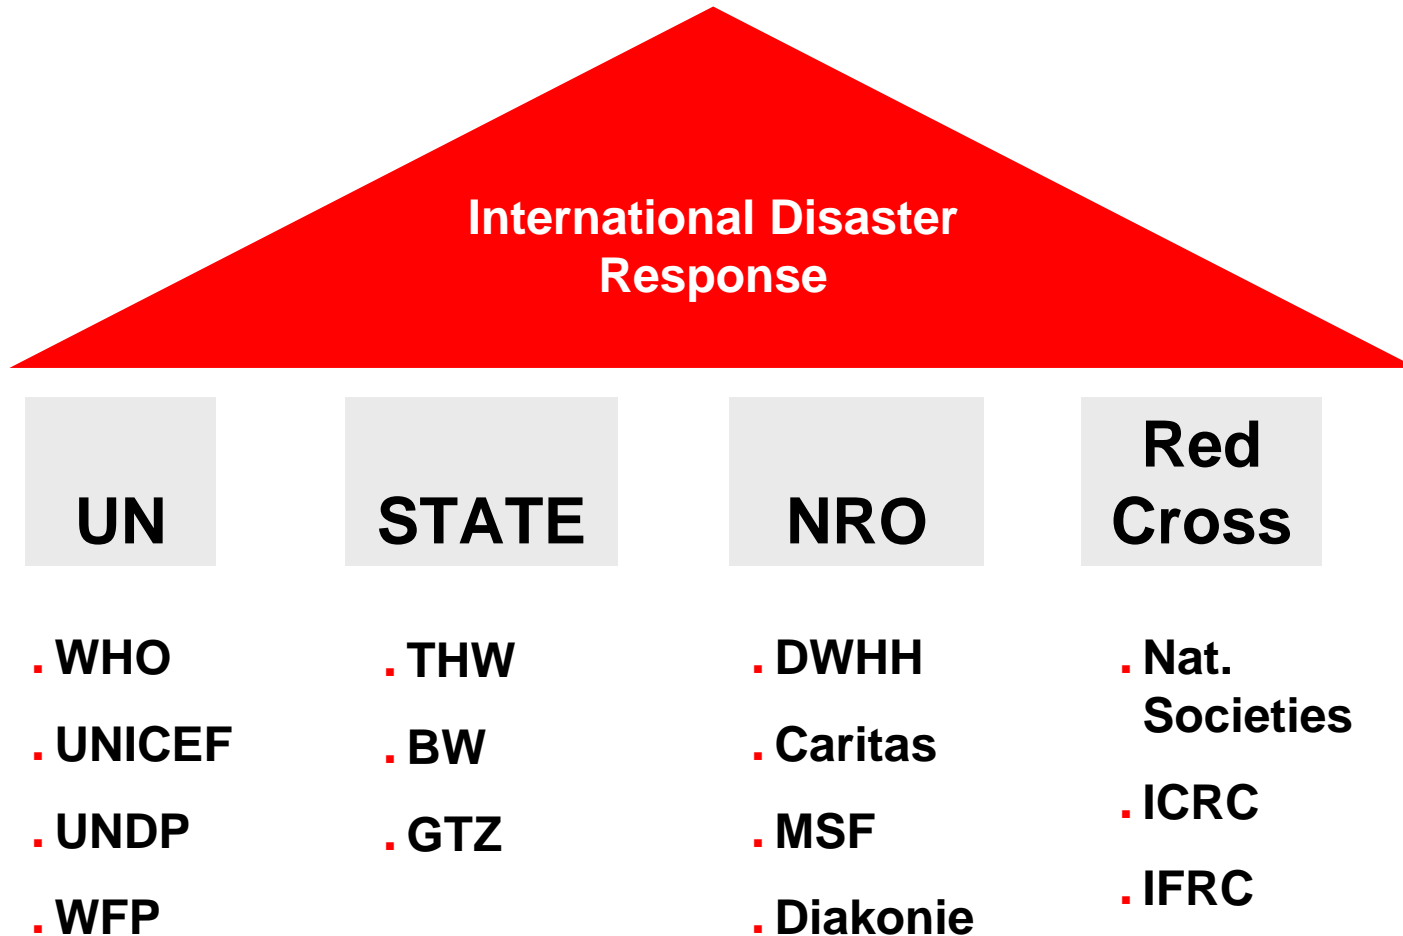 International Disaster
Response
UN
STATE
NRO
Red
Cross
. WHO
. UNICEF
. UNDP
. WFP
. THW
. BW
. GTZ
. DWHH
. Caritas
. MSF
. Diakonie
. Nat.
Societies
. ICRC
. IFRC